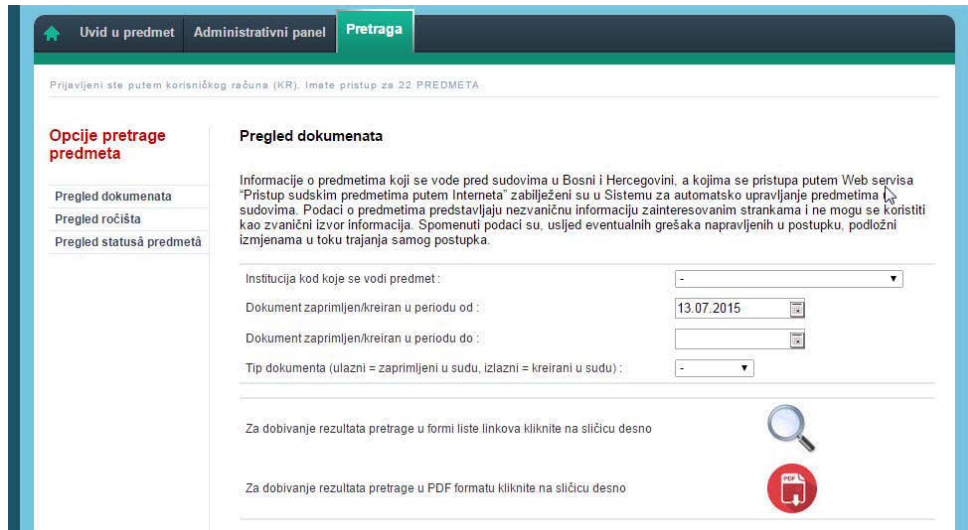 Uvid u predmet Administrativni panel Pretraga
Prijavljeni ste putem korisničkog računa (KR). Imate pristup za 22 PREDMETA
Opcije pretrage
predmeta
Pregled dokumenata
Pregled ročišta
Pregled statusâ predmetâ
Pregled dokumenata
Informacije o predmetima koji se vode pred sudovima u Bosni i Hercegovini, a kojima se pristupa putem Web servisa
“Pristup sudskim predmetima putem Interneta” zabilježeni su u Sistemu za automatsko upravljanje predmetima
sudovima. Podaci o predmetima predstavljaju nezvaničnu informaciju zainteresovanim strankama i ne mogu se koristiti
kao zvanični izvor informacija. Spomenuti podaci su, usljed eventualnih grešaka napravljenih u postupku, podložni
izmjenama u toku trajanja samog postupka.
Institucija kod koje se vodi predmet : -
Dokument zaprimljen/kreiran u periodu od : 13.07.2015
Dokument zaprimljen/kreiran u periodu do :
Tip dokumenta (ulazni = zaprimljeni u sudu, izlazni = kreirani u sudu) : -
Za dobivanje rezultata pretrage u formi liste linkova kliknite na sličicu desno
Za dobivanje rezultata pretrage u PDF formatu kliknite na sličicu desno
PDF